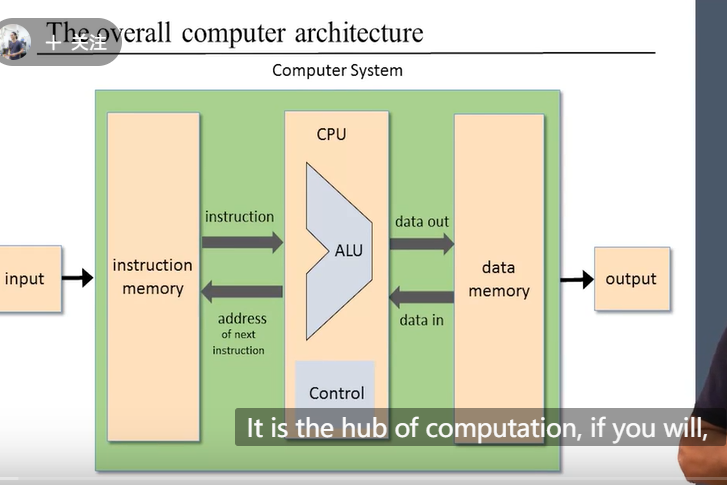 The overall computer architecture
+ 关注
Computer System
input
instruction
memory
instruction
address
of next
instruction
CPU
ALU
Control
data out
data in
data
memory
output
It is the hub of computation, if you will,